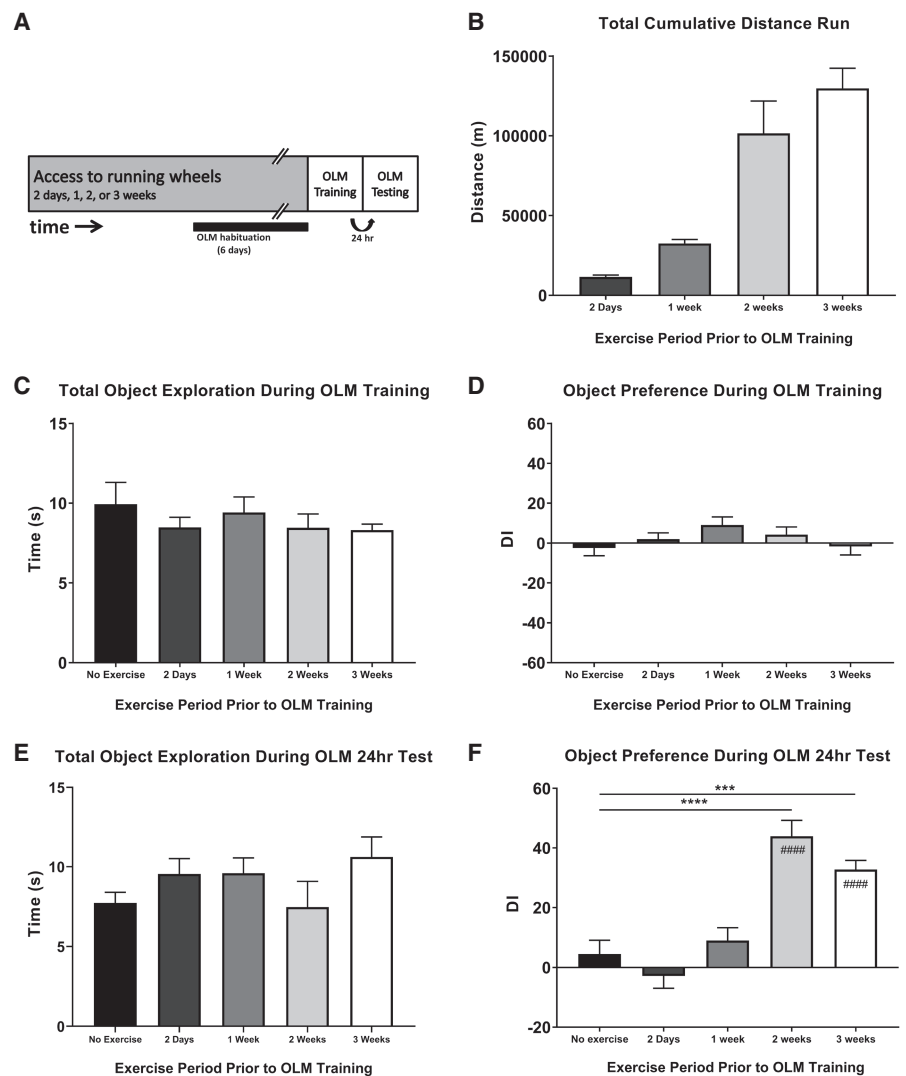 A
Access to running wheels
2 days, 1, 2, or 3 weeks
OLM
Training
OLM
Testing
time
OLM habituation
(6 days)
24 hr
B
Total Cumulative Distance Run
Distance (m)
150000
100000
50000
0
2 Days 1 week 2 weeks 3 weeks
Exercise Period Prior to OLM Training
C
Total Object Exploration During OLM Training
Time (s)
15
10
5
0
No Exercise 2 Days 1 Week 2 Weeks 3 Weeks
Exercise Period Prior to OLM Training
D
Object Preference During OLM Training
DI
60
40
20
0
-20
-40
-60
No Exercise 2 Days 1 Week 2 Weeks 3 Weeks
Exercise Period Prior to OLM Training
E
Total Object Exploration During OLM 24hr Test
Time (s)
15
10
5
0
No Exercise 2 Days 1 Week 2 Weeks 3 Weeks
Exercise Period Prior to OLM Training
F
Object Preference During OLM 24hr Test
DI
60
40
20
0
-20
***
****
####
####
No exercise 2 Days 1 week 2 weeks 3 weeks
Exercise Period Prior to OLM Training